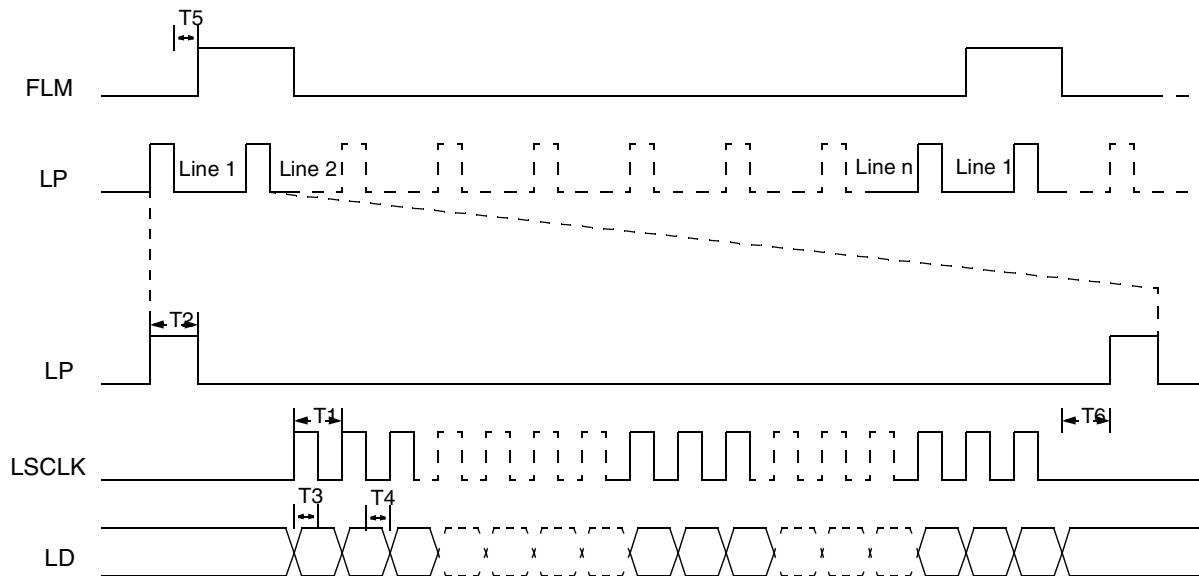 T5
FLM
LP
Line 1
Line 2
Line n
Line 1
T2
LP
T1
T6
LSCLK
T3
T4
LD